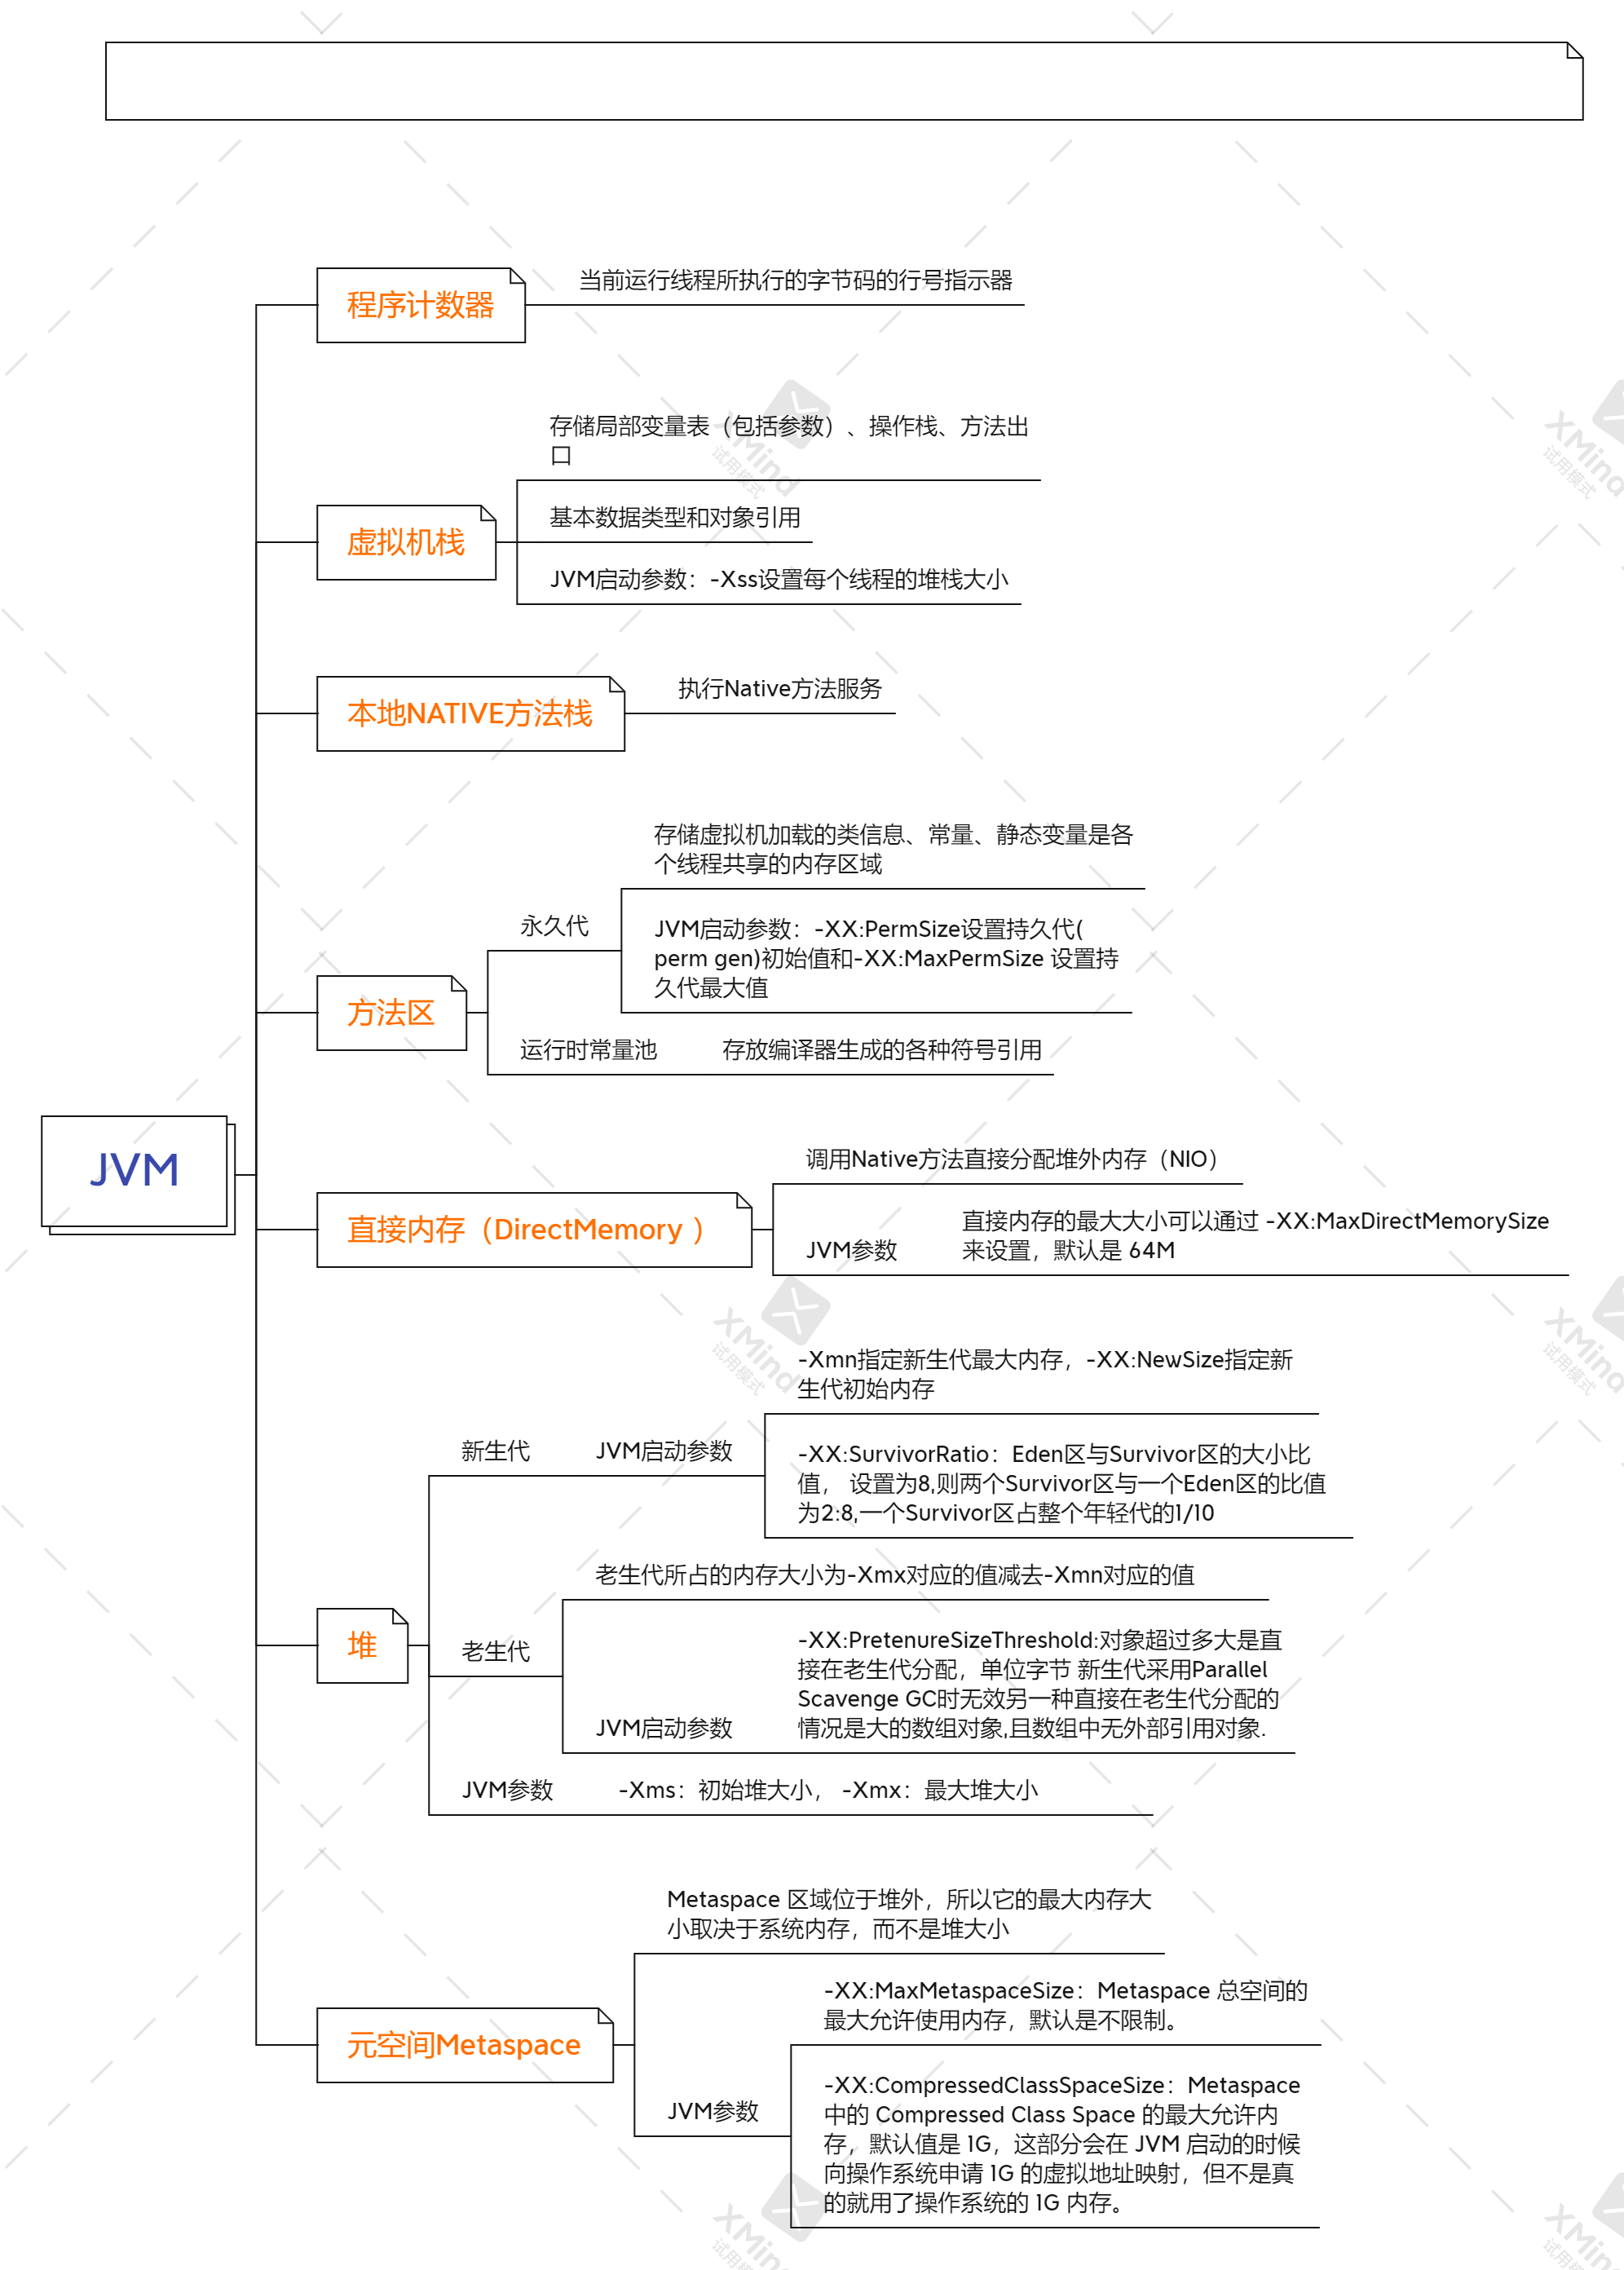 程序计数器
当前运行线程所执行的字节码的行号指示器
虚拟机栈
存储局部变量表（包括参数）、操作栈、方法出
口
基本数据类型和对象引用
JVM启动参数：-Xss设置每个线程的堆栈大小
本地NATIVE方法栈
执行Native方法服务
方法区
永久代
存储虚拟机加载的类信息、常量、静态变量是各
个线程共享的内存区域
JVM启动参数：-XX:PermSize设置持久代(
perm gen)初始值和-XX:MaxPermSize 设置持
久代最大值
运行时常量池
存放编译器生成的各种符号引用
JVM
直接内存（DirectMemory ）
调用Native方法直接分配堆外内存（NIO）
JVM参数
直接内存的最大大小可以通过 -XX:MaxDirectMemorySize
来设置，默认是 64M
堆
新生代
JVM启动参数
-Xmn指定新生代最大内存，-XX:NewSize指定新
生代初始内存
-XX:SurvivorRatio：Eden区与Survivor区的大小比
值， 设置为8,则两个Survivor区与一个Eden区的比值
为2:8,一个Survivor区占整个年轻代的1/10
老生代
老生代所占的内存大小为-Xmx对应的值减去-Xmn对应的值
JVM启动参数
-XX:PretenureSizeThreshold:对象超过多大是直
接在老生代分配，单位字节 新生代采用Parallel
Scavenge GC时无效另一种直接在老生代分配的
情况是大的数组对象,且数组中无外部引用对象.
JVM参数
-Xms：初始堆大小， -Xmx：最大堆大小
元空间Metaspace
Metaspace 区域位于堆外，所以它的最大内存大
小取决于系统内存，而不是堆大小
JVM参数
-XX:MaxMetaspaceSize：Metaspace 总空间的
最大允许使用内存，默认是不限制。
-XX:CompressedClassSpaceSize：Metaspace
中的 Compressed Class Space 的最大允许内
存，默认值是 1G，这部分会在 JVM 启动的时候
向操作系统申请 1G 的虚拟地址映射，但不是真
的就用了操作系统的 1G 内存。
XMind
试用模式
XMind
试用模式
XMind
试用模式
XMind
试用模式
XMind
试用模式
XMind
试用模式